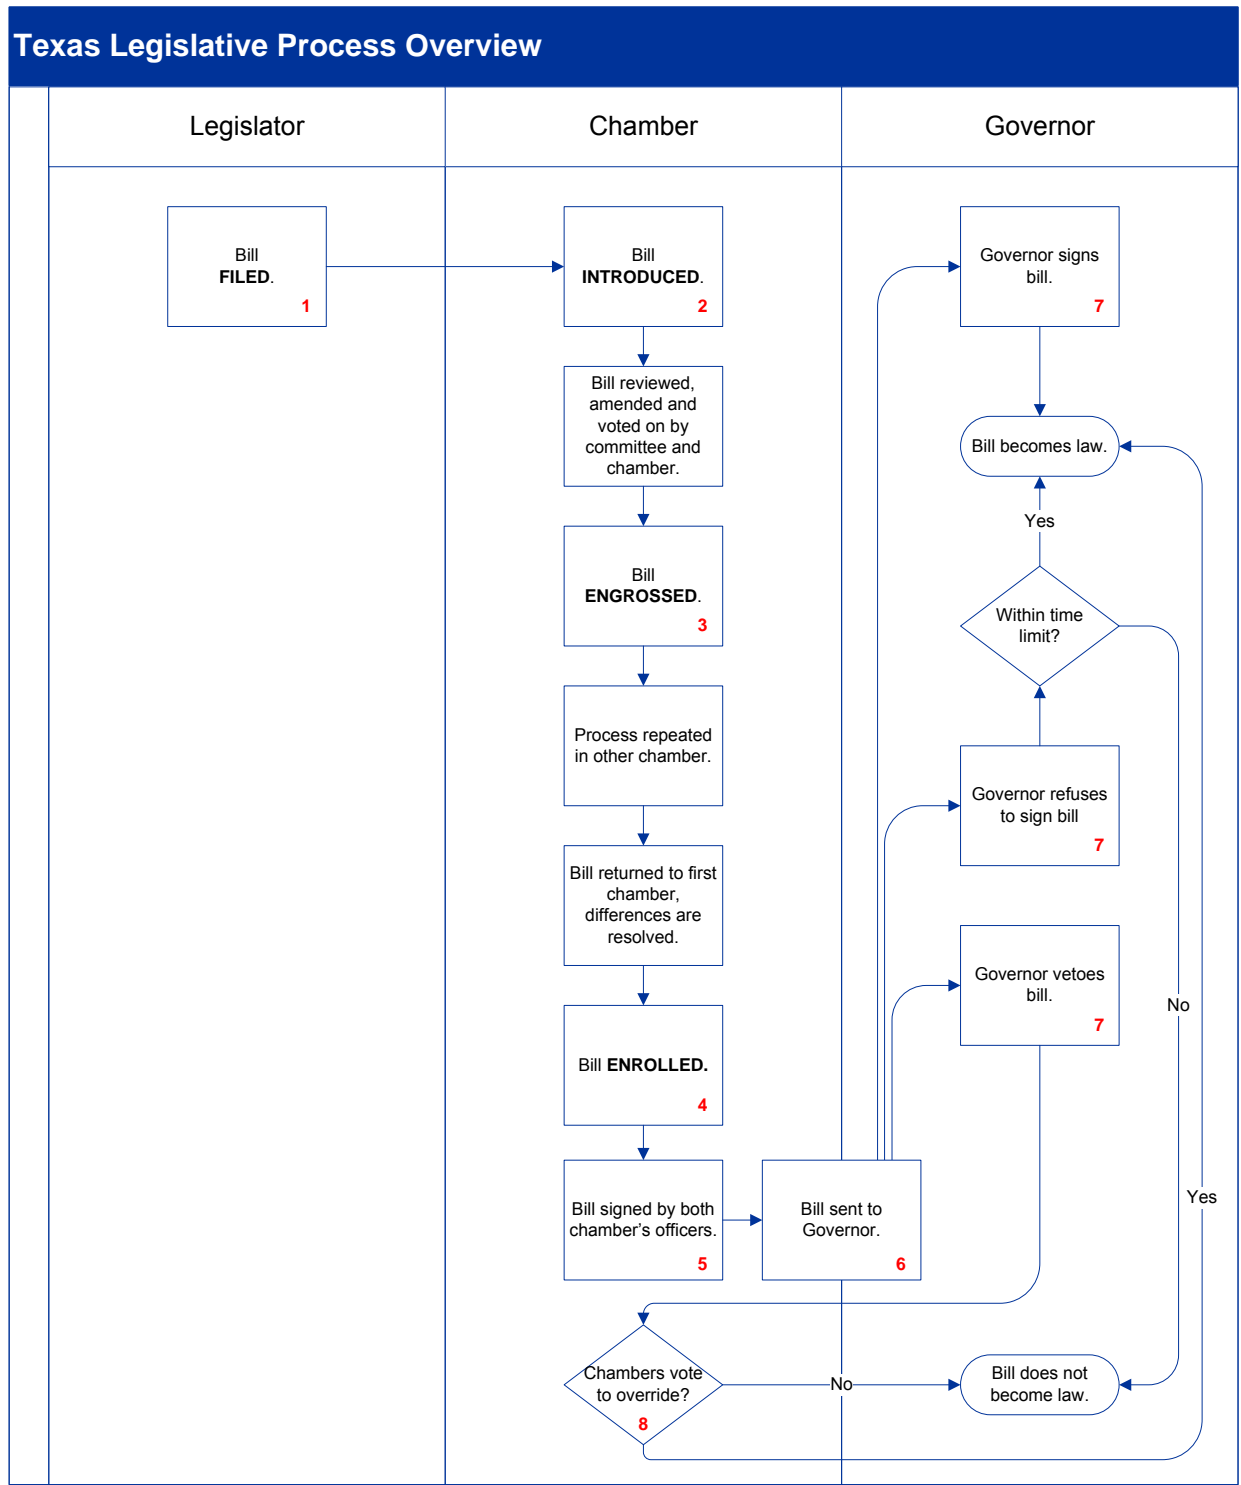 Texas Legislative Process Overview
Legislator
Chamber
Governor
Bill
FILED.
1
Bill
INTRODUCED.
2
Bill reviewed,
amended and
voted on by
committee and
chamber.
Bill
ENGROSSED.
3
Process repeated
in other chamber.
Bill returned to first
chamber,
differences are
resolved.
Bill ENROLLED.
4
Bill signed by both
chamber's officers.
5
Bill sent to
Governor.
6
Governor signs
bill.
7
Bill becomes law.
Yes
Within time
limit?
Governor refuses
to sign bill
7
Governor vetoes
bill.
7
No
Yes
Chambers vote
to override?
8
No
Bill does not
become law.